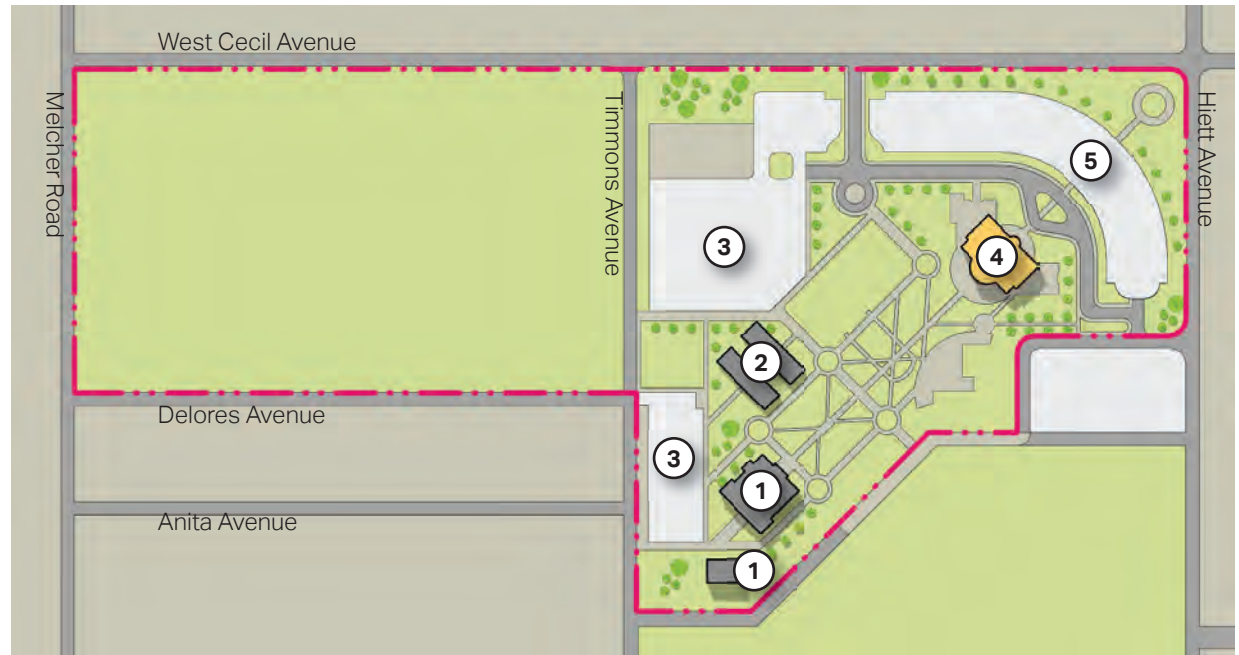 West Cecil Avenue
Melcher Road
Timmons Avenue
Hiett Avenue
5
3
4
2
Delores Avenue
3
1
Anita Avenue
1